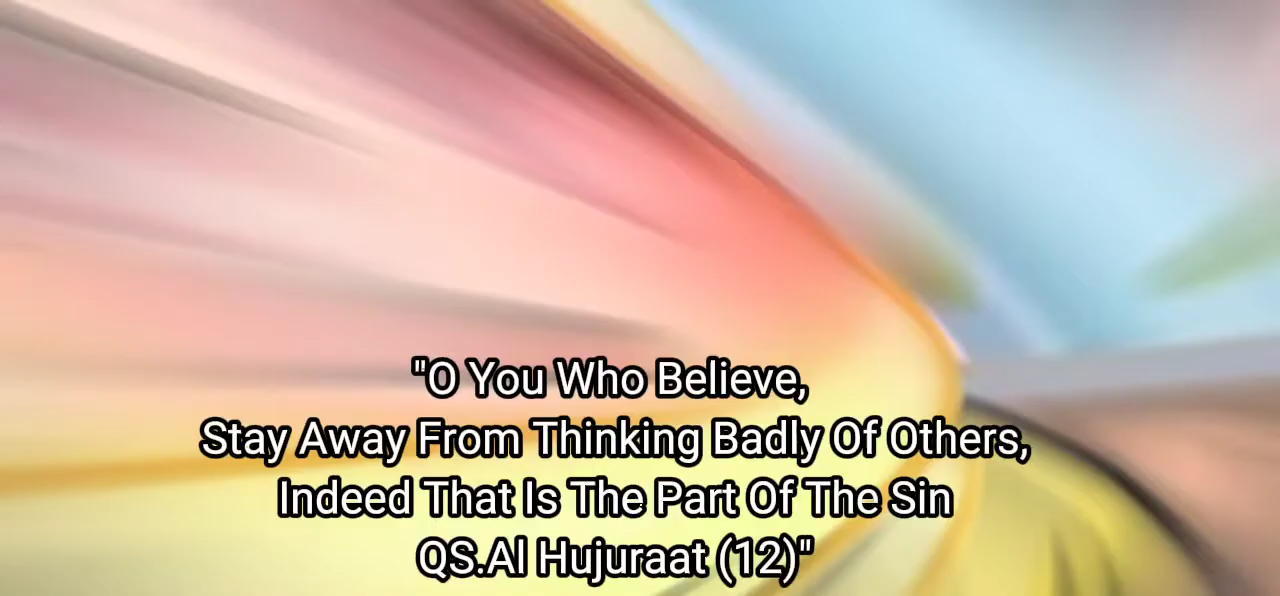 "O You Who Believe,
Stay Away From Thinking Badly Of Others,
Indeed That Is The Part Of The Sin
QS.Al Hujuraat (12)"